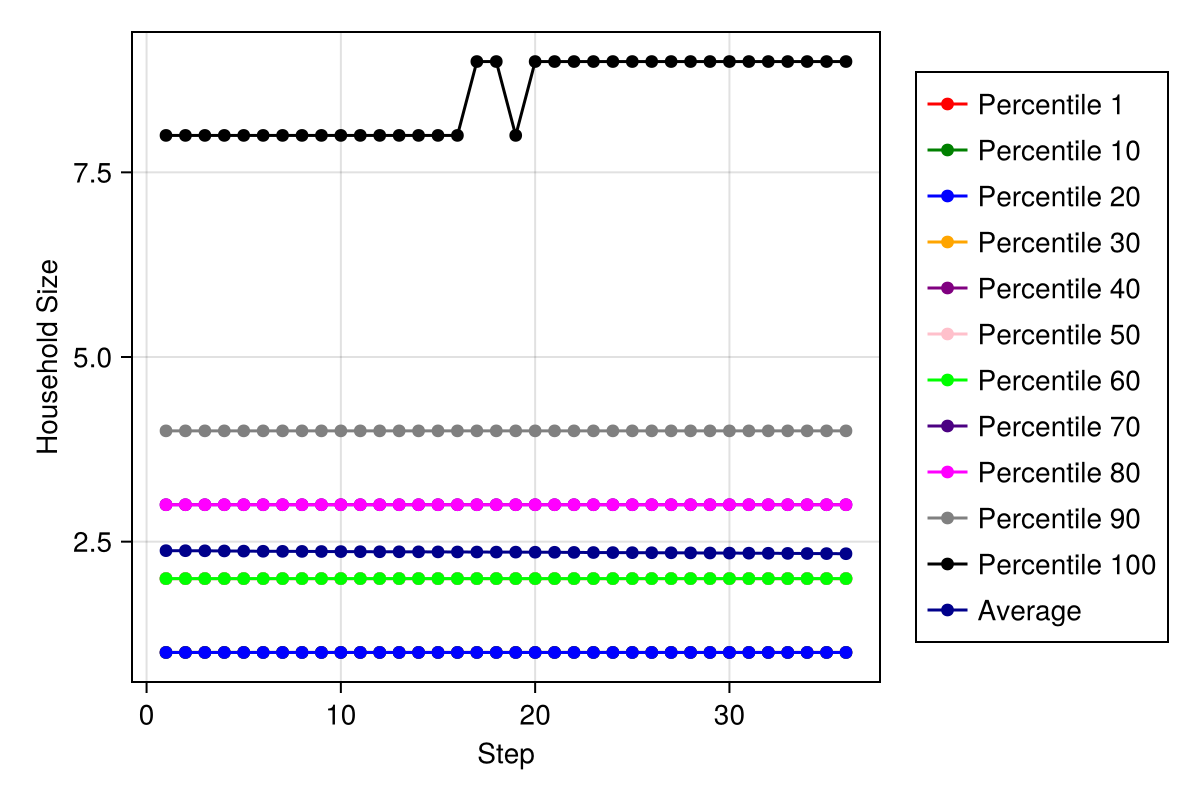 Household Size
7.5
5.0
2.5
0
10
20
30
Step
Percentile 1
Percentile 10
Percentile 20
Percentile 30
Percentile 40
Percentile 50
Percentile 60
Percentile 70
Percentile 80
Percentile 90
Percentile 100
Average